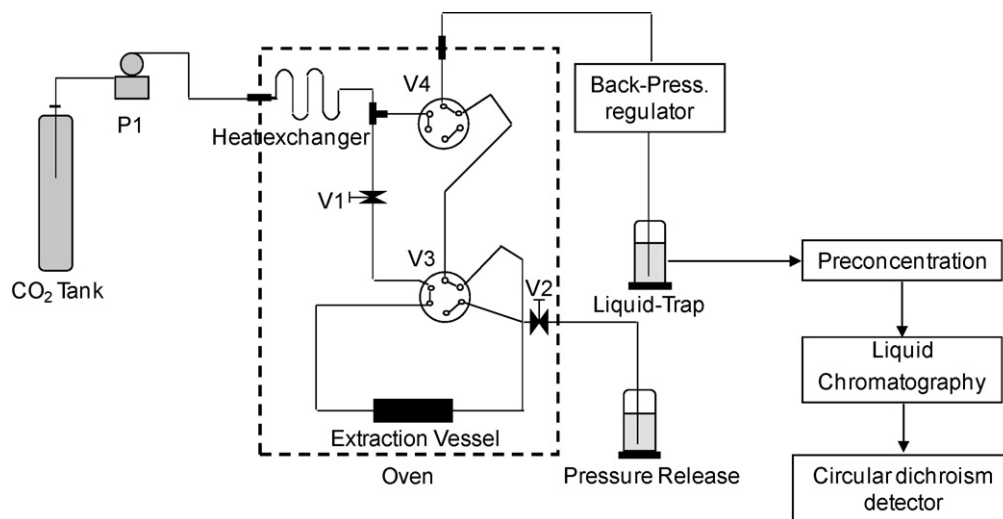 P1
CO₂ Tank
Heatexchanger
V4
V1
V3
V2
Extraction Vessel
Oven
Back-Press.
regulator
Liquid-Trap
Pressure Release
Preconcentration
Liquid
Chromatography
Circular dichroism
detector